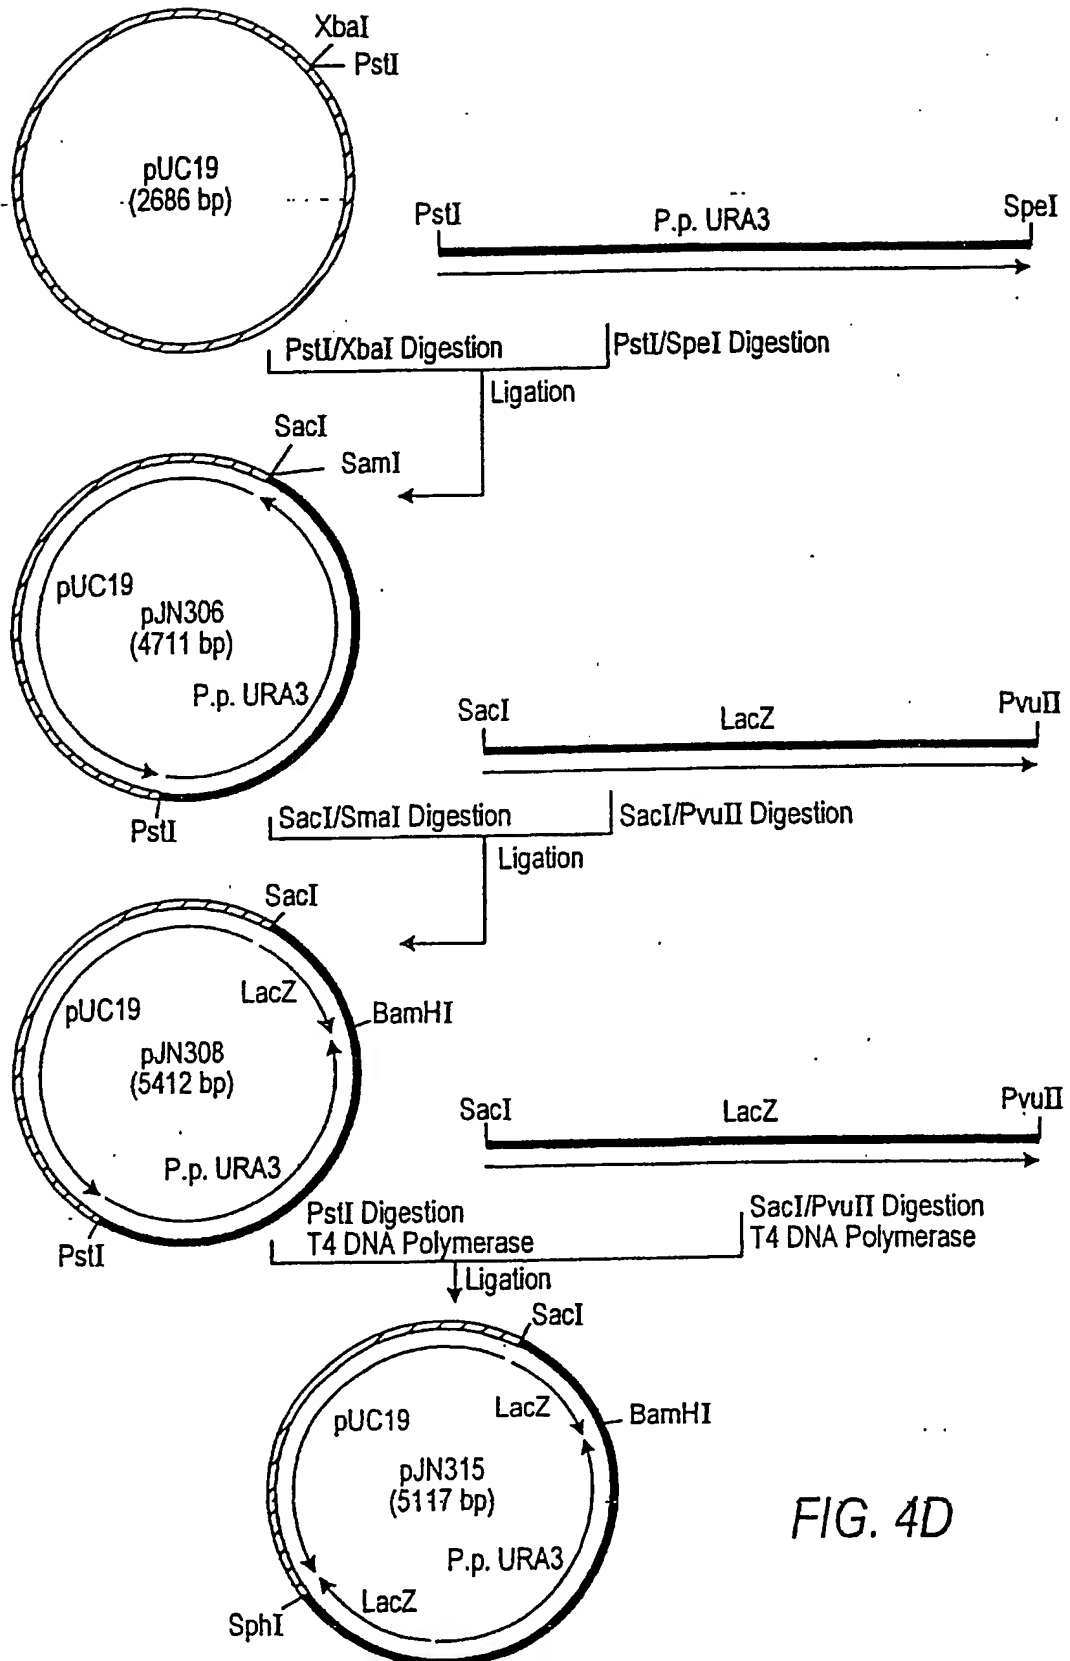 XbaI
PstI
pUC19
(2686 bp)
PstI
P.p. URA3
SpeI
PstI/XbaI Digestion
PstI/SpeI Digestion
Ligation
SacI
SamI
pUC19
pJN306
(4711 bp)
P.p. URA3
PstI
SacI
LacZ
PvuII
SacI/SmaI Digestion
SacI/PvuII Digestion
Ligation
SacI
LacZ
pUC19
BamHI
pJN308
(5412 bp)
P.p. URA3
PstI
SacI
LacZ
PvuII
PstI Digestion
T4 DNA Polymerase
SacI/PvuII Digestion
T4 DNA Polymerase
Ligation
SacI
LacZ
BamHI
pUC19
pJN315
(5117 bp)
P.p. URA3
LacZ
SphI
FIG. 4D